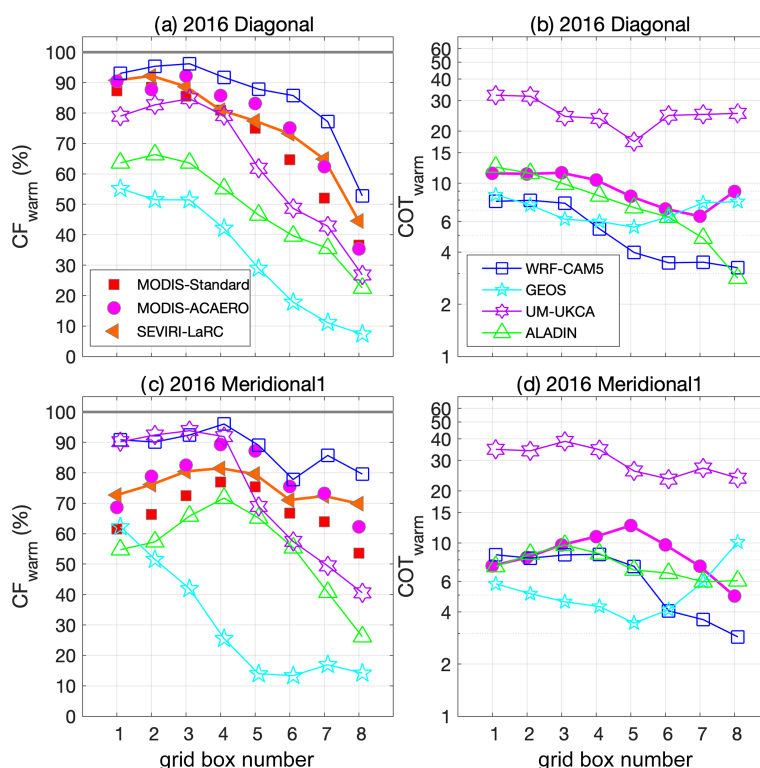 (a) 2016 Diagonal
(b) 2016 Diagonal
100
90
80
70
60
50
40
30
20
10
0
CF_warm (%)
MODIS-Standard
MODIS-ACAERO
SEVIRI-LaRC
60
50
40
30
20
15
10
8
6
4
3
2
1
COT_warm
WRF-CAM5
GEOS
UM-UKCA
ALADIN
(c) 2016 Meridional1
(d) 2016 Meridional1
100
90
80
70
60
50
40
30
20
10
0
CF_warm (%)
1 2 3 4 5 6 7 8
grid box number
60
40
30
20
15
10
8
6
4
3
2
1
COT_warm
1 2 3 4 5 6 7 8
grid box number